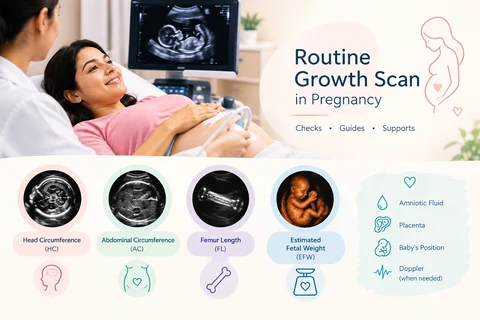 Routine
Growth Scan
in Pregnancy
Checks • Guides • Supports
Head Circumference
(HC)
Abdominal Circumference
(AC)
Femur Length
(FL)
Estimated
Fetal Weight
(EFW)
Amniotic Fluid
Placenta
Baby's Position
Doppler
(when needed)